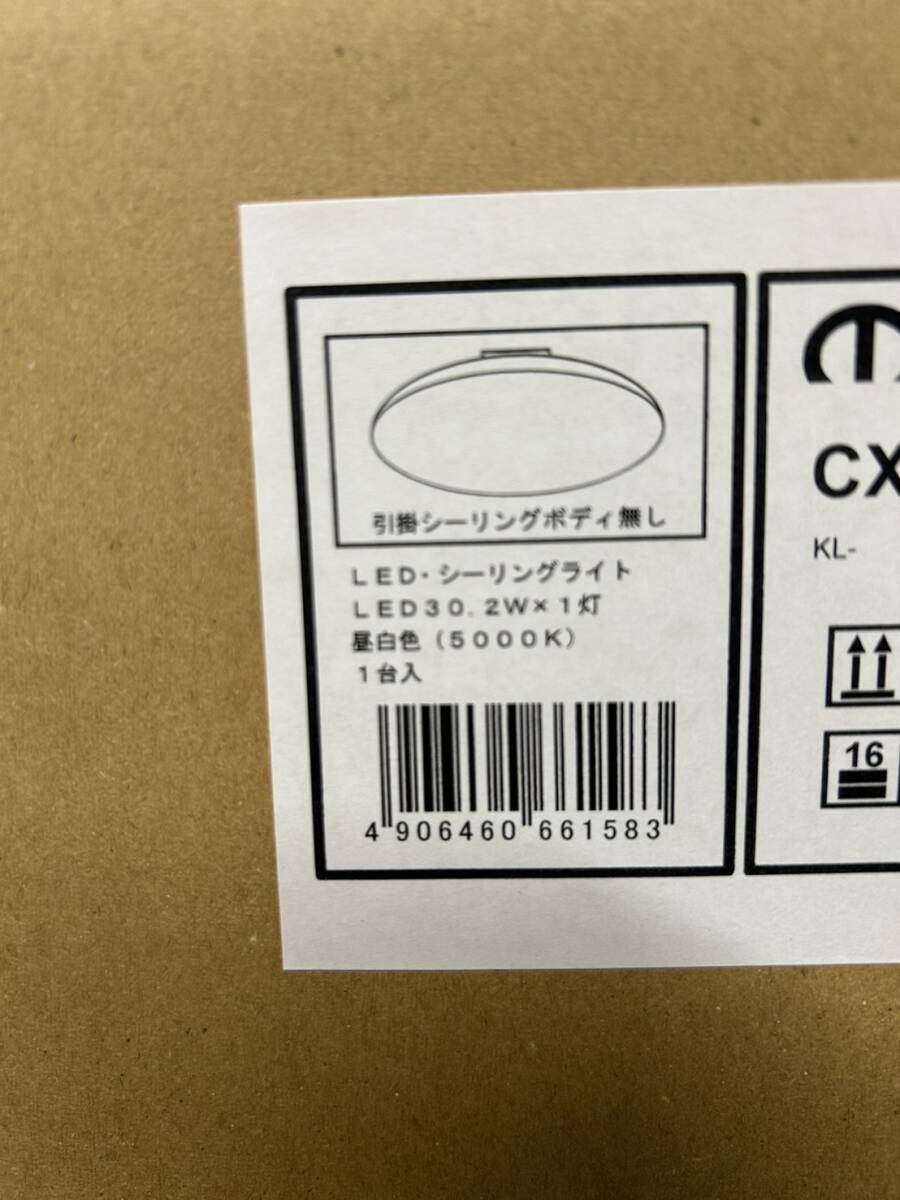 引掛シーリングボディ無し
LED・シーリングライト
LED30.2W×1灯
昼白色(5000K)
1台入
4 906460 661583
CX
KL-
16